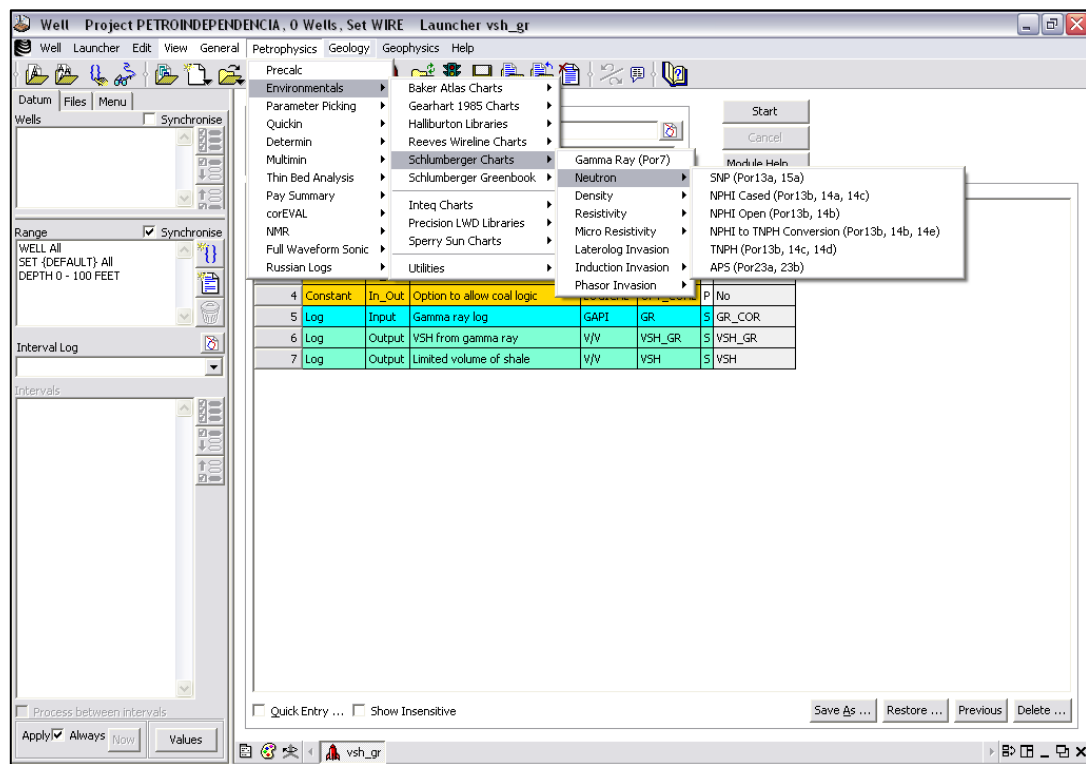 Well Project PETROINDEPENDENCIA, 0 Wells, Set WIRE Launcher vsh_gr
Well Launcher Edit View General Petrophysics Geology Geophysics Help
Datum Files Menu
Wells Synchronise
Range Synchronise
WELL All
SET {DEFAULT} All
DEPTH 0 - 100 FEET
Interval Log
Intervals
Process between intervals
Apply Always Now Values
Precalc
Environmentals
Parameter Picking
Quickin
Determin
Multimin
Thin Bed Analysis
Pay Summary
corEVAL
NMR
Full Waveform Sonic
Russian Logs
Baker Atlas Charts
Gearhart 1985 Charts
Halliburton Libraries
Reeves Wireline Charts
Schlumberger Charts
Schlumberger Greenbook
Inteq Charts
Precision LWD Libraries
Sperry Sun Charts
Utilities
Gamma Ray (Por7)
Neutron
Density
Resistivity
Micro Resistivity
Laterolog Invasion
Induction Invasion
Phasor Invasion
SNP (Por13a, 15a)
NPHI Cased (Por13b, 14a, 14c)
NPHI Open (Por13b, 14b)
NPHI to TNPH Conversion (Por13b, 14b, 14e)
TNPH (Por13b, 14c, 14d)
APS (Por23a, 23b)
Start
Cancel
Module Help
4 Constant In_Out Option to allow coal logic P No
5 Log Input Gamma ray log GAPI GR S GR_COR
6 Log Output VSH from gamma ray V/V VSH_GR S VSH_GR
7 Log Output Limited volume of shale V/V VSH S VSH
Quick Entry ... Show Insensitive
Save As ... Restore ... Previous Delete ...
vsh_gr